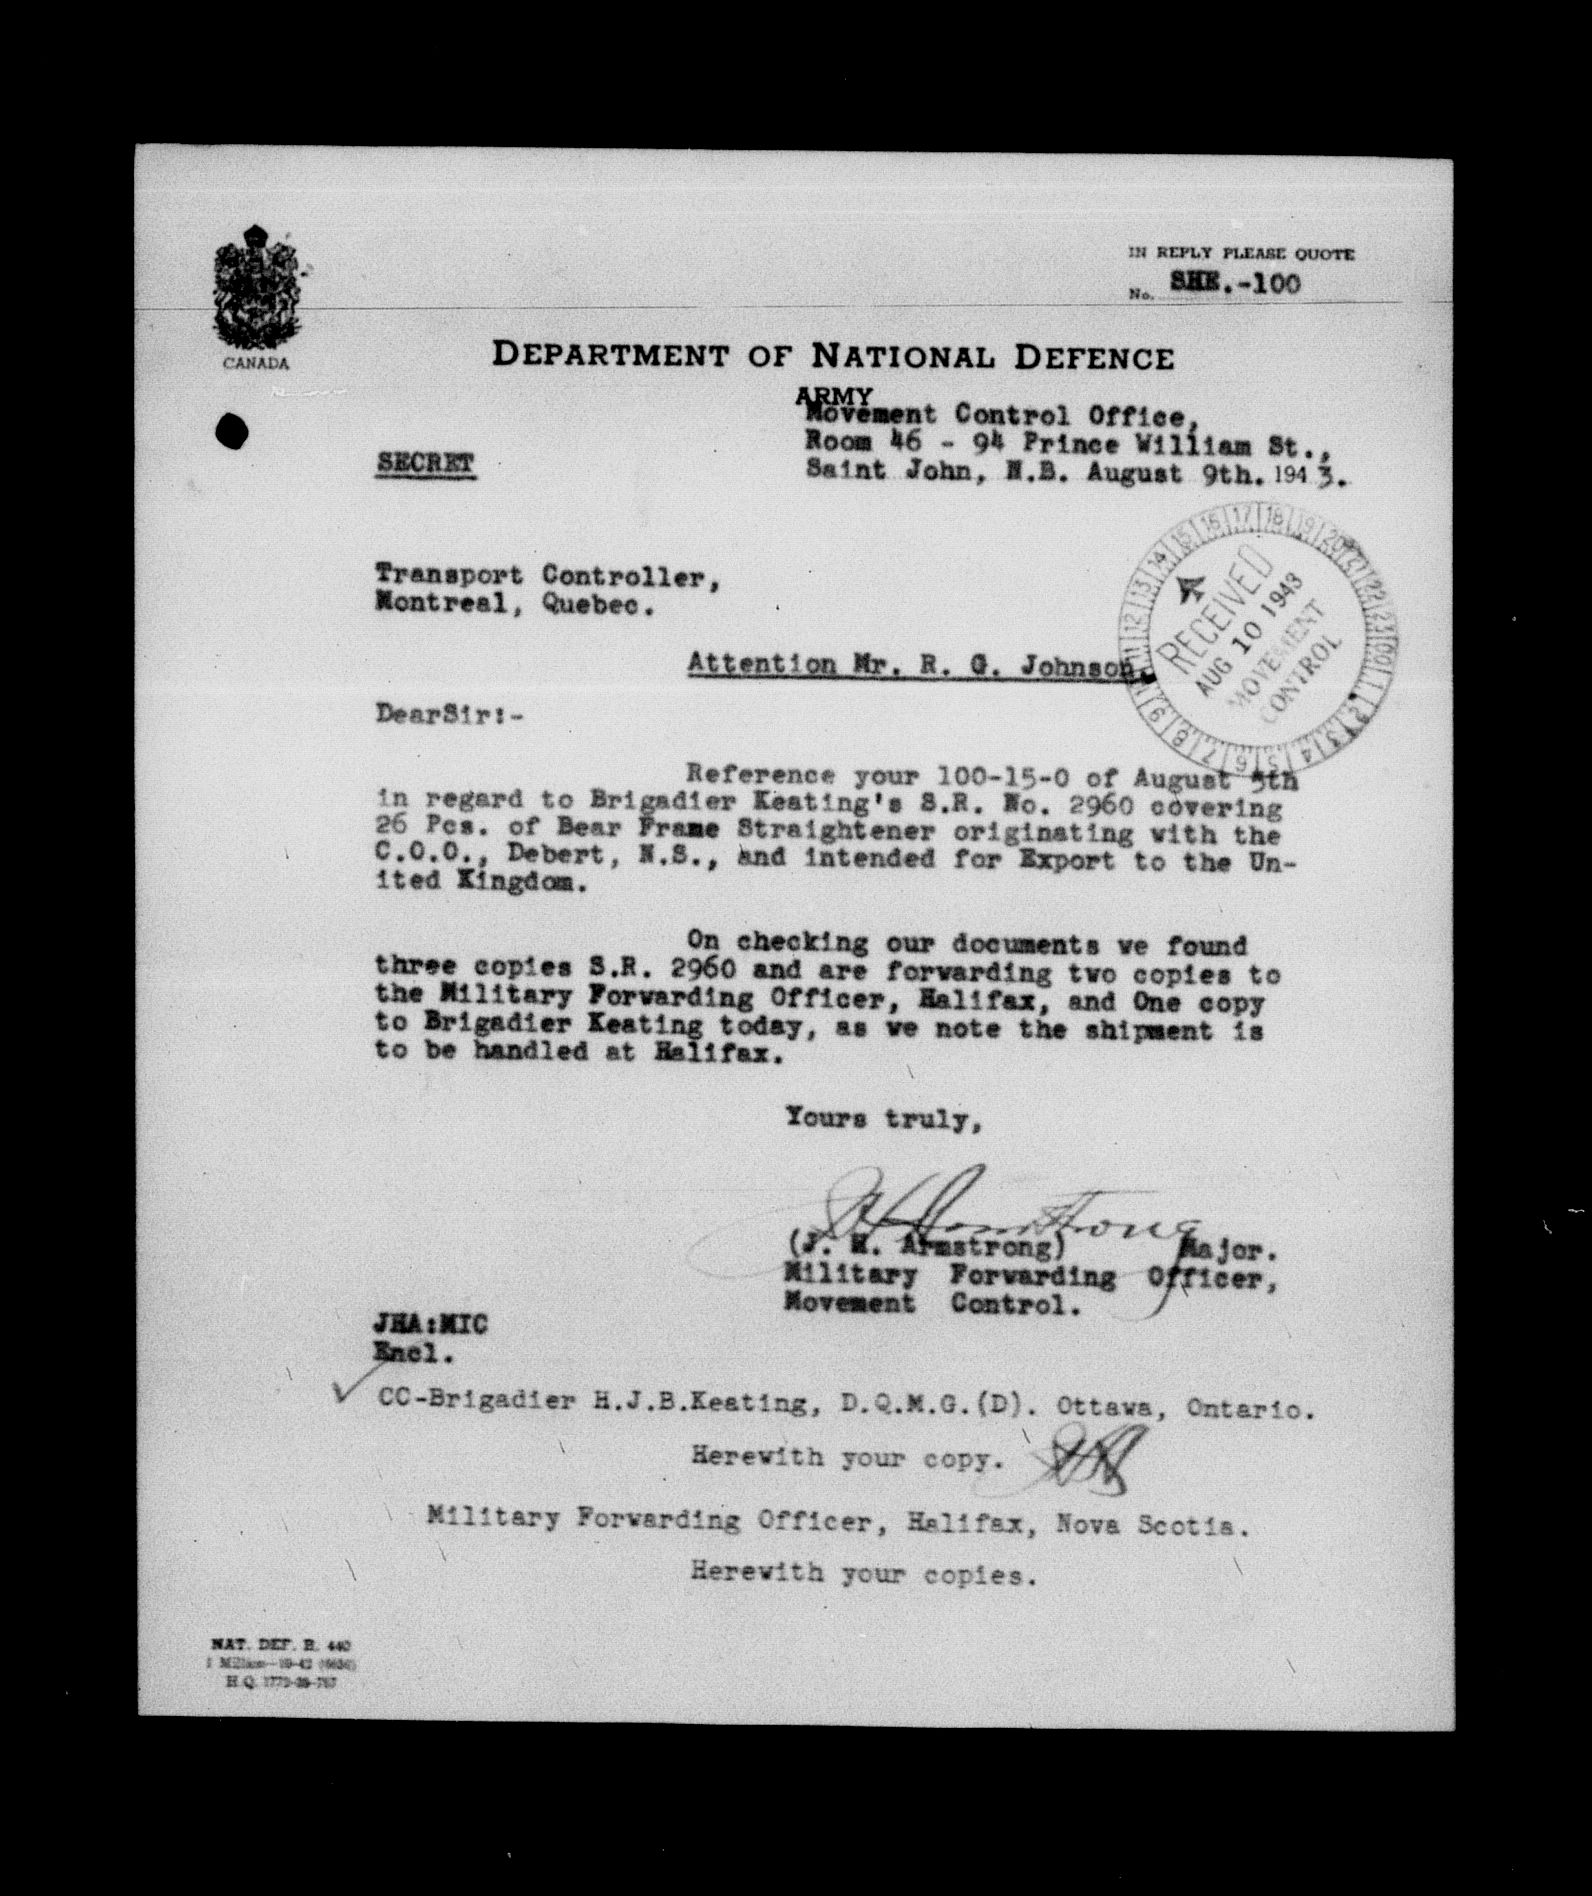 IN REPLY PLEASE QUOTE
No. SHE.-100
CANADA
DEPARTMENT OF NATIONAL DEFENCE
ARMY
Movement Control Office,
Room 46 - 94 Prince William St.,
SECRET
Saint John, N.B. August 9th. 1943.
RECEIVED
AUG 10 1943
MOVEMENT
CONTROL
Transport Controller,
Montreal, Quebec.
Attention Mr. R. G. Johnson.
DearSir:-
Reference your 100-15-0 of August 5th
in regard to Brigadier Keating's S.R. No. 2960 covering
26 Pcs. of Bear Frame Straightener originating with the
C.O.O., Debert, N.S., and intended for Export to the Un-
ited Kingdom.
On checking our documents we found
three copies S.R. 2960 and are forwarding two copies to
the Military Forwarding Officer, Halifax, and One copy
to Brigadier Keating today, as we note the shipment is
to be handled at Halifax.
Yours truly,
JH Armstrong
(J. H. Armstrong) Major.
Military Forwarding Officer,
Movement Control.
JHA:MIC
Encl.
CC-Brigadier H.J.B.Keating, D.Q.M.G.(D). Ottawa, Ontario.
Herewith your copy.
Military Forwarding Officer, Halifax, Nova Scotia.
Herewith your copies.
NAT. DEF. B. 440
H.Q.